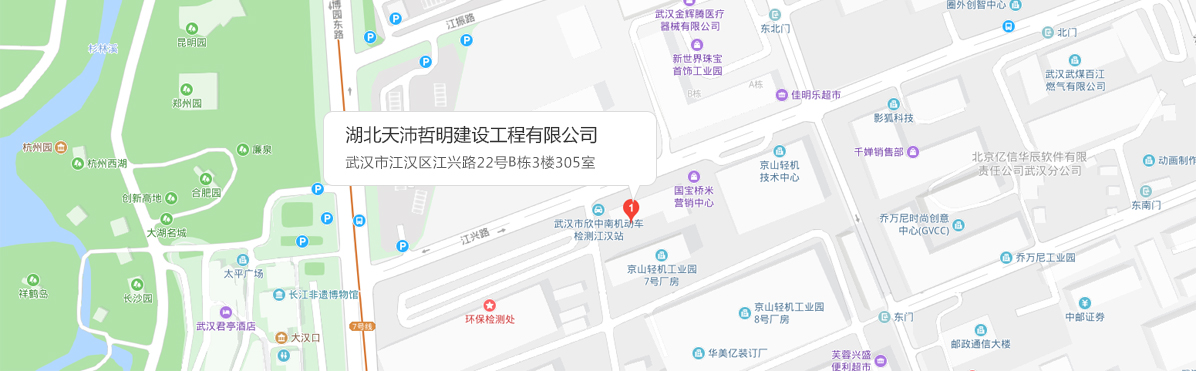 博园东路
江振路
武汉金辉腾医疗
器械有限公司
东北门
圈外创智中心
北门
昆明园
杉林溪
新世界珠宝
首饰工业园
A栋
B栋
佳明乐超市
武汉武煤百江
燃气有限公司
郑州园
影狐科技
湖北天沛哲明建设工程有限公司
武汉市江汉区江兴路22号B栋3楼305室
杭州园
杭州西湖
廉泉
京山轻机
技术中心
千婵销售部
北京亿信华辰软件有限
责任公司武汉分公司
动画制作
创新高地
合肥园
国宝桥米
营销中心
东南门
大湖名城
1
武汉市欣中南机动车
检测江汉站
江兴路
乔万尼时尚创意
中心(GVCC)
太平广场
京山轻机工业园
7号厂房
乔万尼工业园
祥鹤岛
长沙园
长江非遗博物馆
环保检测处
京山轻机工业园
8号厂房
东门
中邮证券
武汉君亭酒店
7号线
大汉口
邮政通信大楼
华美亿装订厂
芙蓉兴盛
便利超市